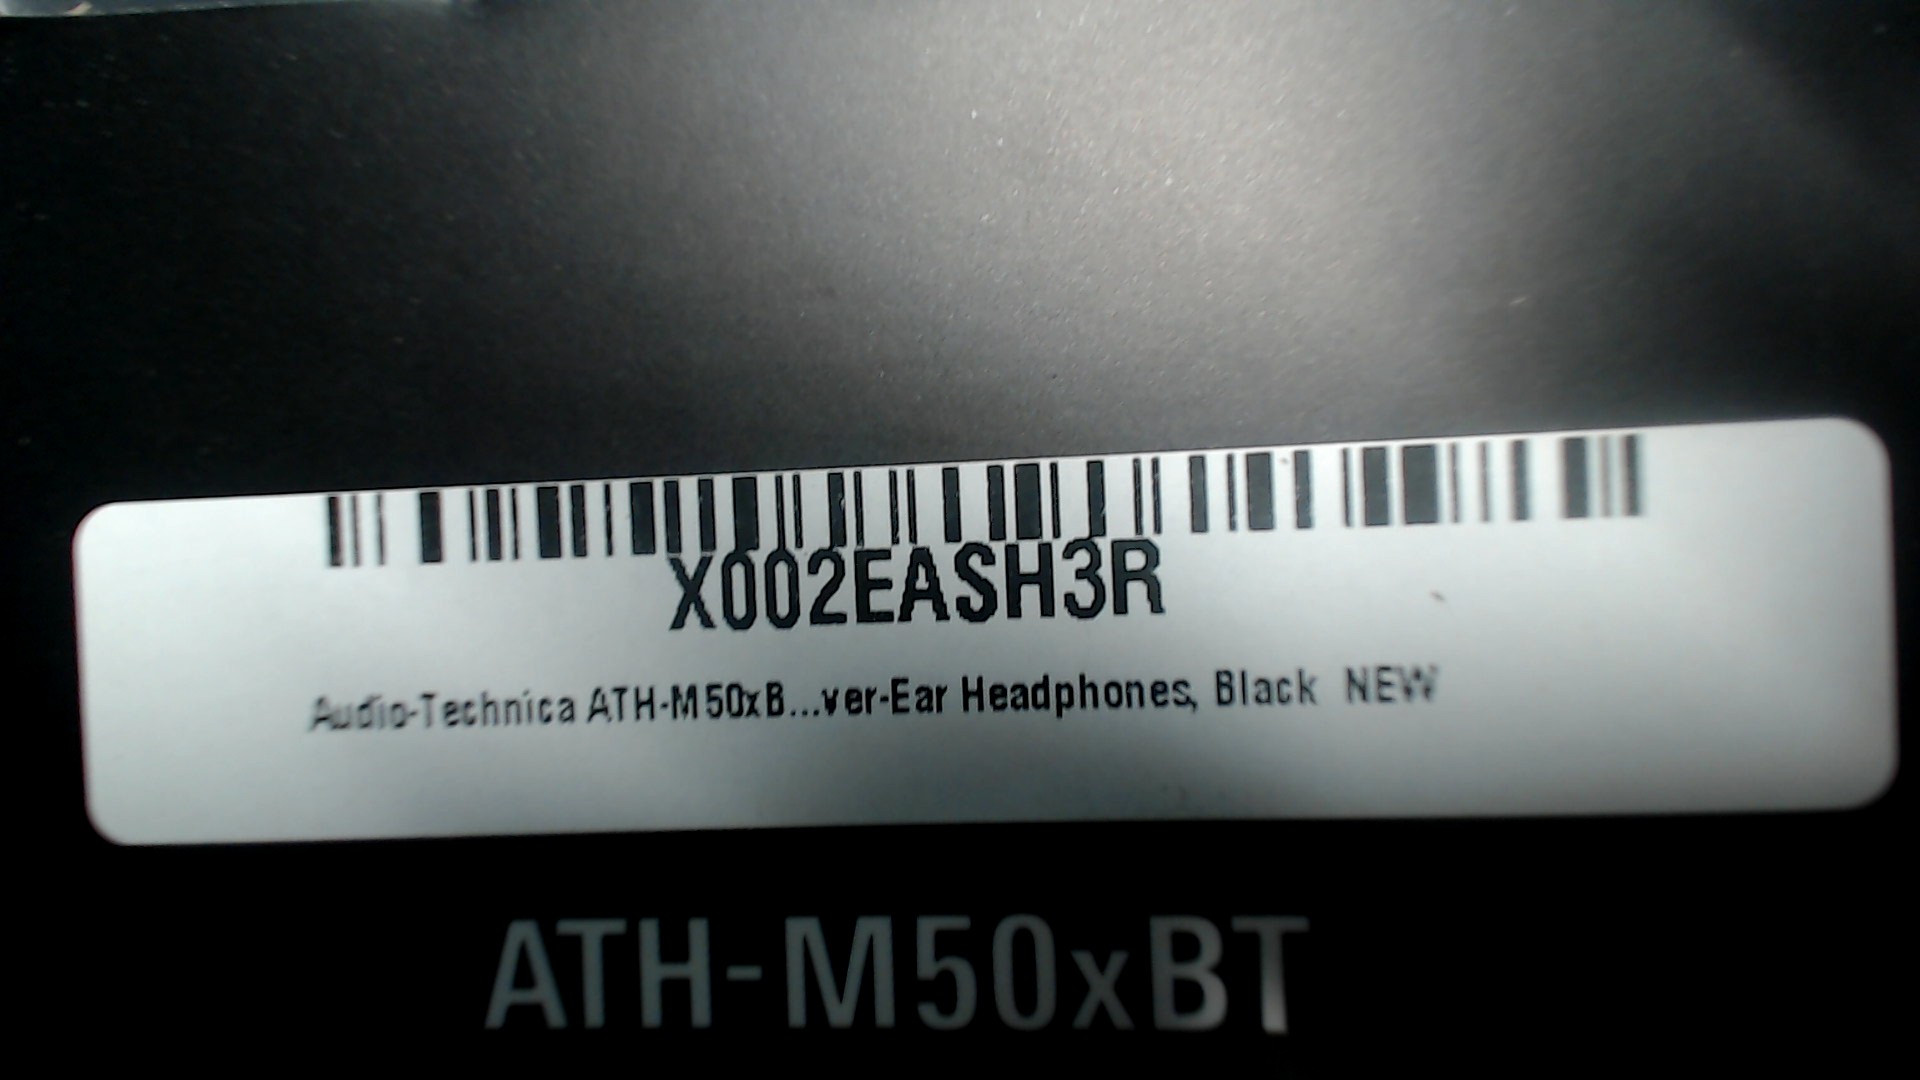 X002EASH3R
Audio-Technica ATH-M50xB...ver-Ear Headphones, Black NEW
ATH-M50xBT